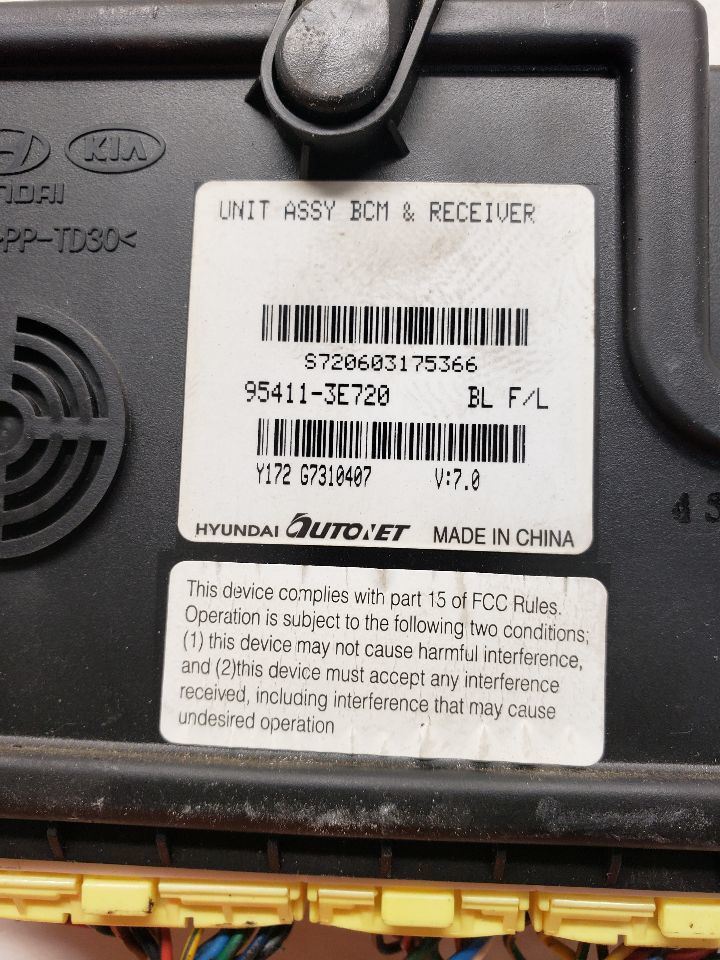 KIA
NDAI
-PP-TD30<
UNIT ASSY BCM & RECEIVER
S720603175366
95411-3E720 BL F/L
Y172 G7310407 V:7.0
HYUNDAI AUTONET MADE IN CHINA
This device complies with part 15 of FCC Rules.
Operation is subject to the following two conditions;
(1) this device may not cause harmful interference,
and (2)this device must accept any interference
received, including interference that may cause
undesired operation